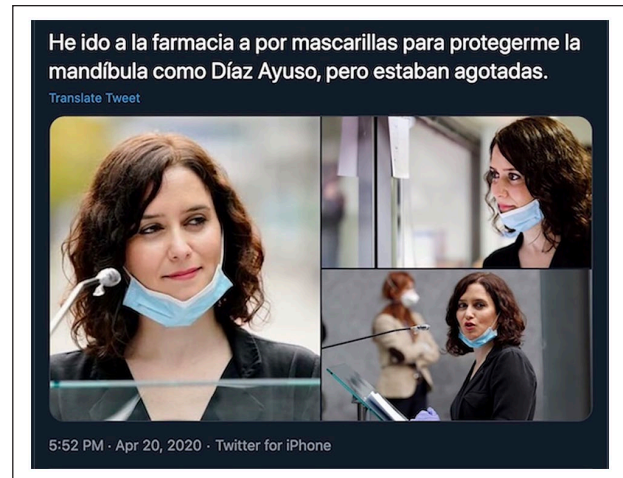 He ido a la farmacia a por mascarillas para protegerme la
mandíbula como Díaz Ayuso, pero estaban agotadas.
Translate Tweet
5:52 PM · Apr 20, 2020 · Twitter for iPhone